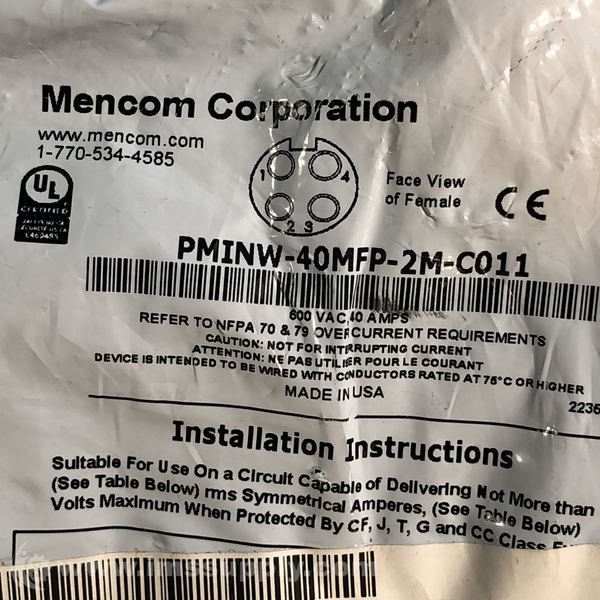 Mencom Corporation
www.mencom.com
1-770-534-4585
UL
CERTIFIED
1 4
2 3
Face View
of Female
CE
PMINW-40MFP-2M-C011
600 VAC,40 AMPS
REFER TO NFPA 70 & 79 OVERCURRENT REQUIREMENTS
CAUTION: NOT FOR INTERRUPTING CURRENT
ATTENTION: NE PAS UTILISER POUR LE COURANT
DEVICE IS INTENDED TO BE WIRED WITH CONDUCTORS RATED AT 75°C OR HIGHER
MADE IN USA
2235
Installation Instructions
Suitable For Use On a Circuit Capable of Delivering Not More than
(See Table Below) rms Symmetrical Amperes, (See Table Below)
Volts Maximum When Protected By CF, J, T, G and CC Class